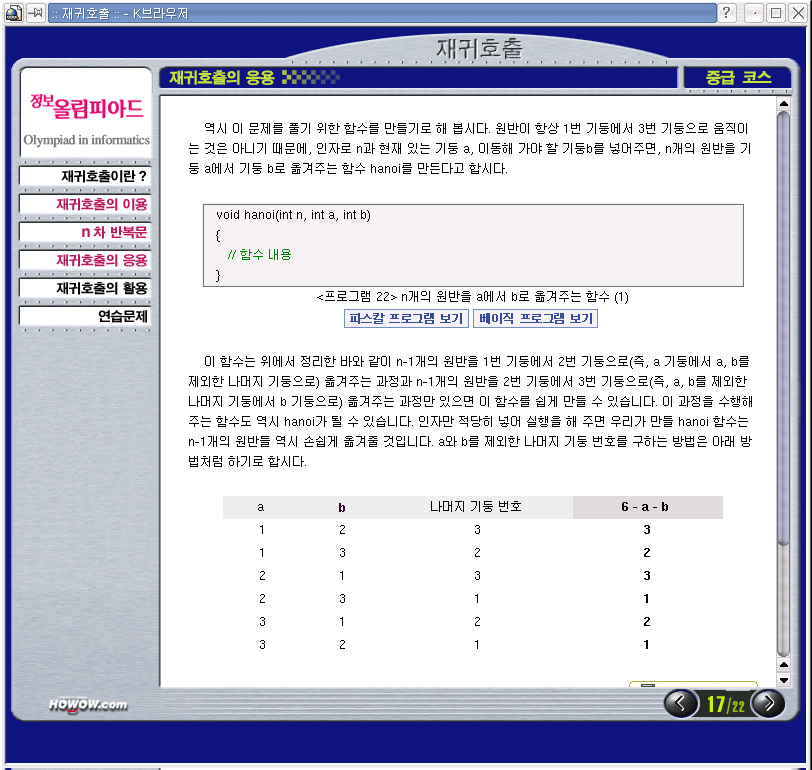 :: 재귀호출 :: - K브라우저
재귀호출
재귀호출의 응용
중급 코스
정보올림피아드
Olympiad in informatics
재귀호출이란 ?
재귀호출의 이용
n 차 반복문
재귀호출의 응용
재귀호출의 활용
연습문제
역시 이 문제를 풀기 위한 함수를 만들기로 해 봅시다. 원반이 항상 1번 기둥에서 3번 기둥으로 움직이
는 것은 아니기 때문에, 인자로 n과 현재 있는 기둥 a, 이동해 가야 할 기둥b를 넣어주면, n개의 원반을 기
둥 a에서 기둥 b로 옮겨주는 함수 hanoi를 만든다고 합시다.
void hanoi(int n, int a, int b)
{
// 함수 내용
}
<프로그램 22> n개의 원반을 a에서 b로 옮겨주는 함수 (1)
파스칼 프로그램 보기 베이직 프로그램 보기
이 함수는 위에서 정리한 바와 같이 n-1개의 원반을 1번 기둥에서 2번 기둥으로(즉, a 기둥에서 a, b를
제외한 나머지 기둥으로) 옮겨주는 과정과 n-1개의 원반을 2번 기둥에서 3번 기둥으로(즉, a, b를 제외한
나머지 기둥에서 b 기둥으로) 옮겨주는 과정만 있으면 이 함수를 쉽게 만들 수 있습니다. 이 과정을 수행해
주는 함수도 역시 hanoi가 될 수 있습니다. 인자만 적당히 넣어 실행을 해 주면 우리가 만들 hanoi 함수는
n-1개의 원반들 역시 손쉽게 옮겨줄 것입니다. a와 b를 제외한 나머지 기둥 번호를 구하는 방법은 아래 방
법처럼 하기로 합시다.
a b 나머지 기둥 번호 6 - a - b
1 2 3 3
1 3 2 2
2 1 3 3
2 3 1 1
3 1 2 2
3 2 1 1
HOWOW.com
17/22